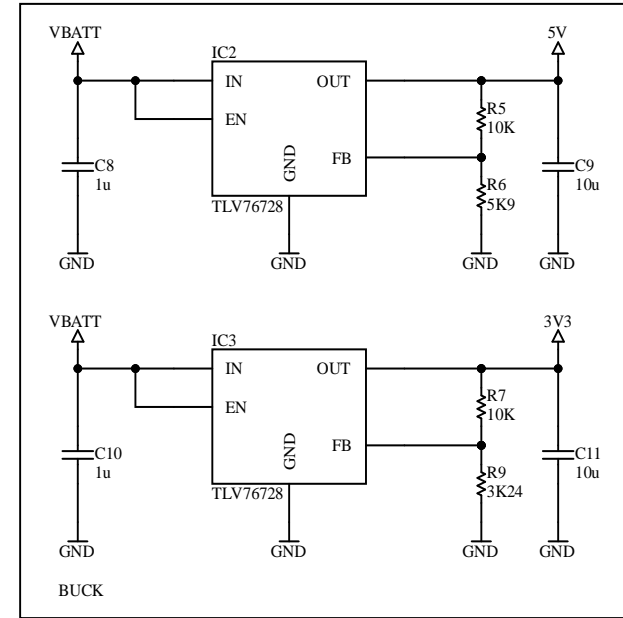 VBATT
5V
IC2
IN
OUT
R5
10K
EN
GND
FB
C8
1u
R6
5K9
C9
10u
TLV76728
GND
GND
GND
GND
VBATT
3V3
IC3
IN
OUT
R7
10K
EN
GND
FB
C10
1u
R9
3K24
C11
10u
TLV76728
GND
GND
GND
GND
BUCK